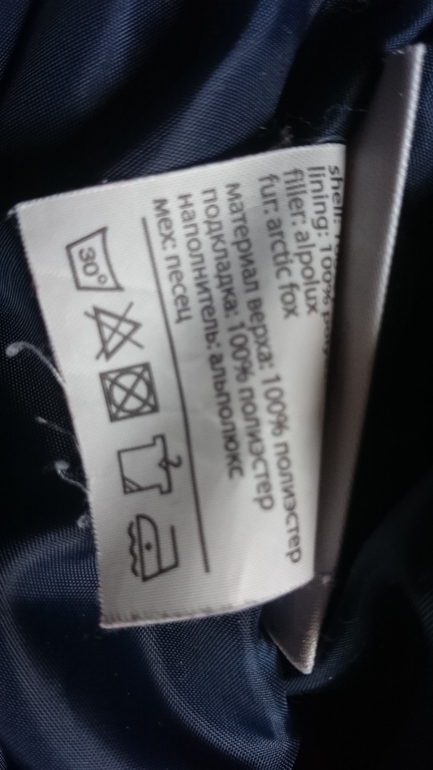 shell:
lining: 100%
filler: alpolux
fur: arctic fox
материал верха: 100% полиэстер
подкладка: 100% полиэстер
наполнитель: альполюкс
мех: песец
30°